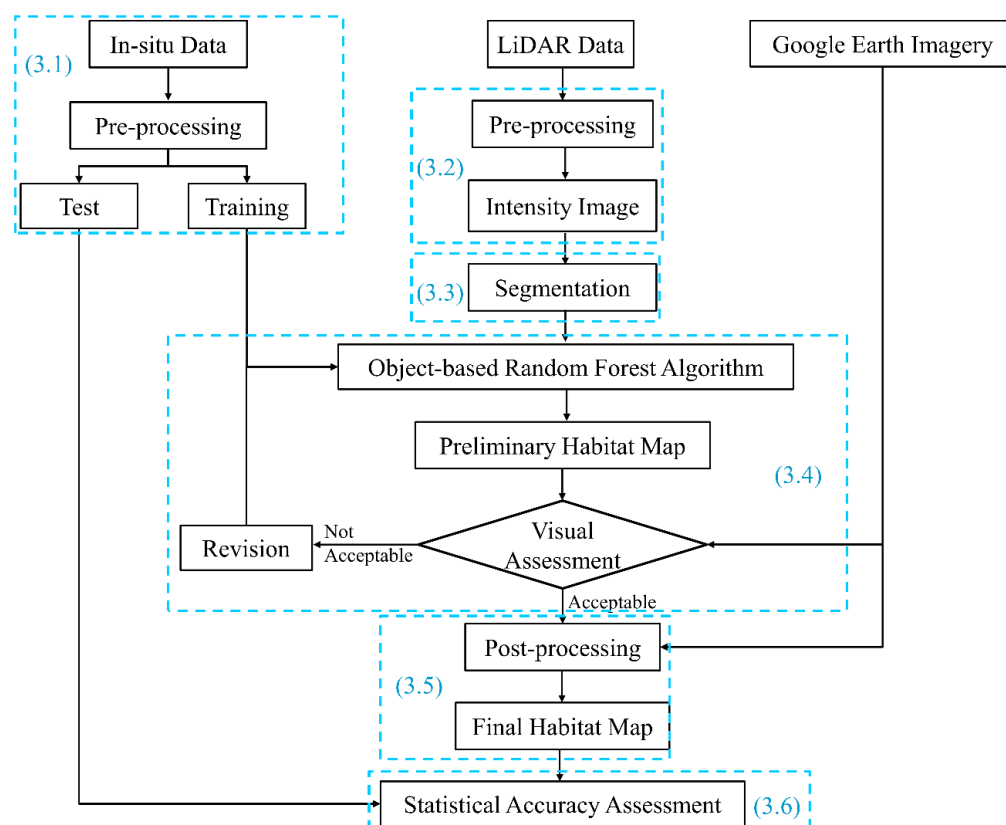 In-situ Data
LiDAR Data
Google Earth Imagery
(3.1)
Pre-processing
Pre-processing
(3.2)
Test
Training
Intensity Image
(3.3)
Segmentation
Object-based Random Forest Algorithm
Preliminary Habitat Map
(3.4)
Revision
Not
Acceptable
Visual
Assessment
Acceptable
Post-processing
(3.5)
Final Habitat Map
Statistical Accuracy Assessment
(3.6)